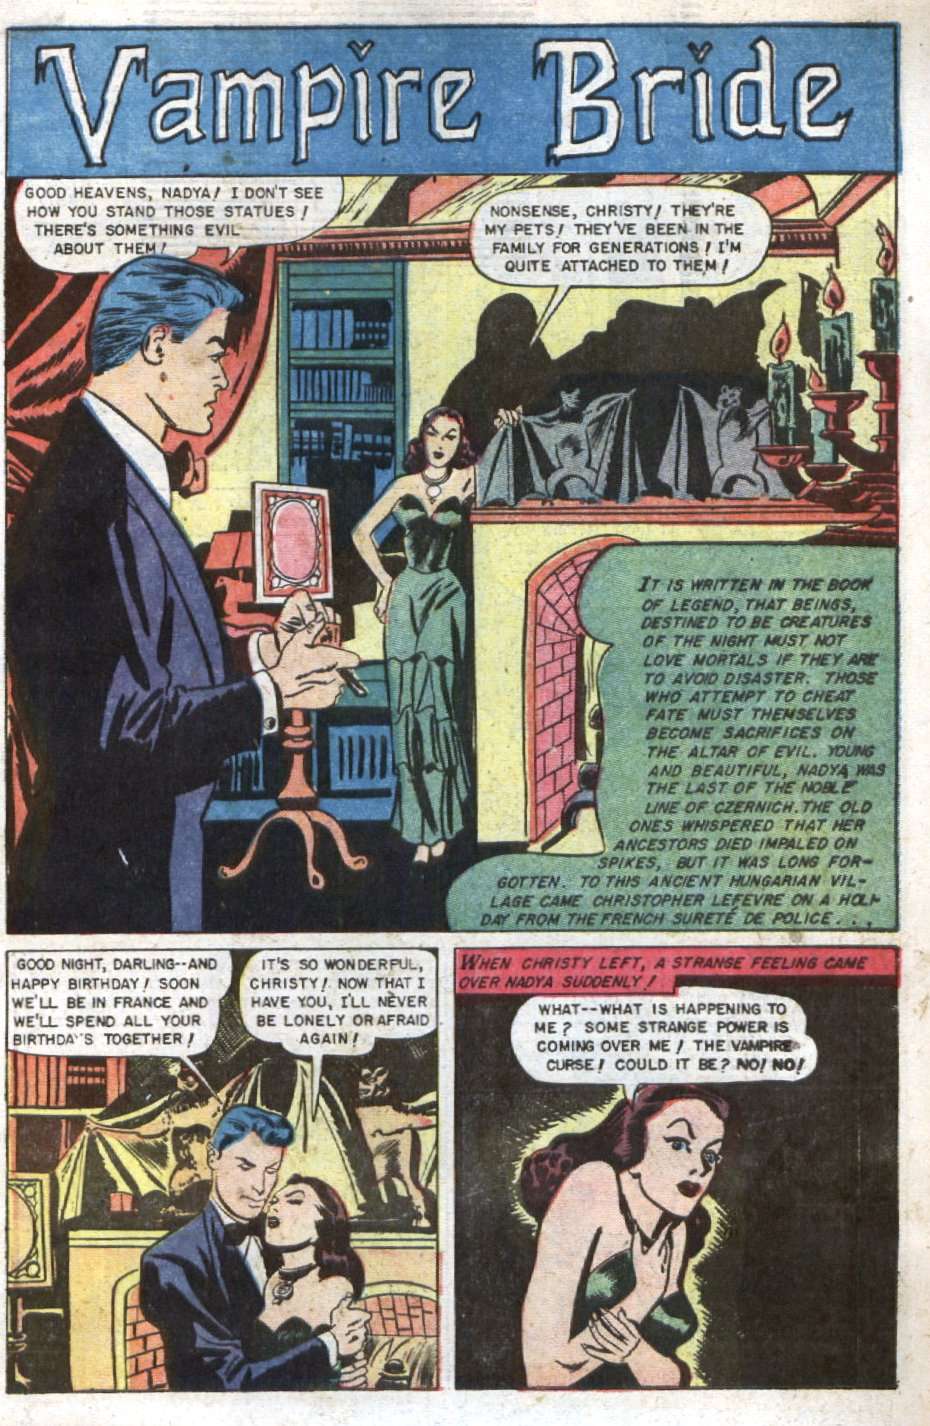 Vampire Bride
GOOD HEAVENS, NADYA! I DON'T SEE
HOW YOU STAND THOSE STATUES!
THERE'S SOMETHING EVIL
ABOUT THEM!
NONSENSE, CHRISTY! THEY'RE
MY PETS! THEY'VE BEEN IN THE
FAMILY FOR GENERATIONS! I'M
QUITE ATTACHED TO THEM!
IT IS WRITTEN IN THE BOOK
OF LEGEND, THAT BEINGS,
DESTINED TO BE CREATURES
OF THE NIGHT MUST NOT
LOVE MORTALS IF THEY ARE
TO AVOID DISASTER. THOSE
WHO ATTEMPT TO CHEAT
FATE MUST THEMSELVES
BECOME SACRIFICES ON
THE ALTAR OF EVIL. YOUNG
AND BEAUTIFUL, NADYA WAS
THE LAST OF THE NOBLE
LINE OF CZERNICH. THE OLD
ONES WHISPERED THAT HER
ANCESTORS DIED IMPALED ON
SPIKES, BUT IT WAS LONG FOR-
GOTTEN. TO THIS ANCIENT HUNGARIAN VIL-
LAGE CAME CHRISTOPHER LEFEVRE ON A HOLI-
DAY FROM THE FRENCH SURETÉ DE POLICE . . .
GOOD NIGHT, DARLING--AND
HAPPY BIRTHDAY! SOON
WE'LL BE IN FRANCE AND
WE'LL SPEND ALL YOUR
BIRTHDAY'S TOGETHER!
IT'S SO WONDERFUL,
CHRISTY! NOW THAT I
HAVE YOU, I'LL NEVER
BE LONELY OR AFRAID
AGAIN!
WHEN CHRISTY LEFT, A STRANGE FEELING CAME
OVER NADYA SUDDENLY!
WHAT--WHAT IS HAPPENING TO
ME? SOME STRANGE POWER IS
COMING OVER ME! THE VAMPIRE
CURSE! COULD IT BE? NO! NO!